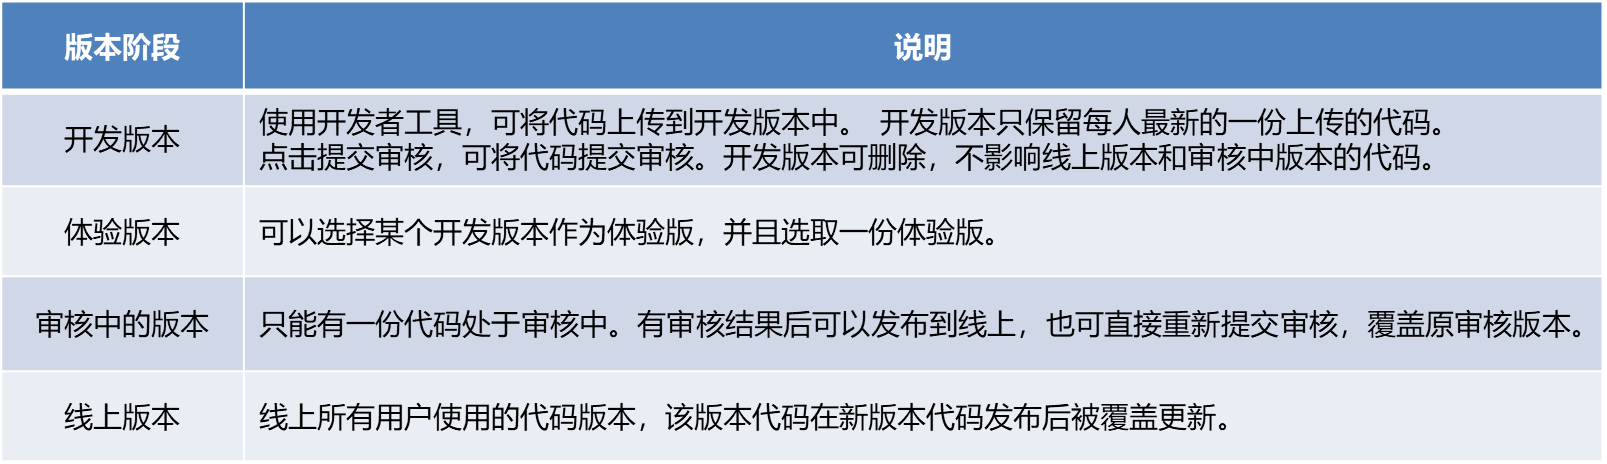 版本阶段
说明
开发版本
使用开发者工具，可将代码上传到开发版本中。 开发版本只保留每人最新的一份上传的代码。
点击提交审核，可将代码提交审核。开发版本可删除，不影响线上版本和审核中版本的代码。
体验版本
可以选择某个开发版本作为体验版，并且选取一份体验版。
审核中的版本
只能有一份代码处于审核中。有审核结果后可以发布到线上，也可直接重新提交审核，覆盖原审核版本。
线上版本
线上所有用户使用的代码版本，该版本代码在新版本代码发布后被覆盖更新。